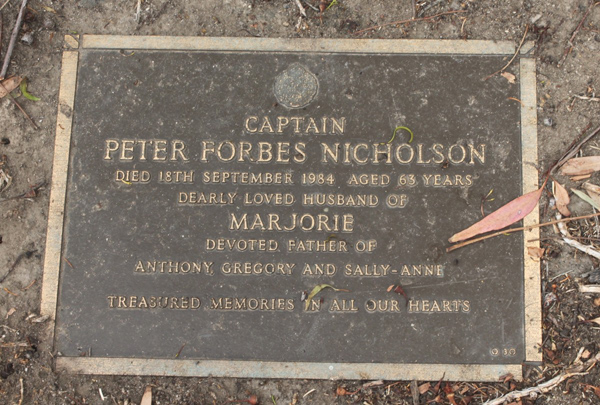 CAPTAIN
PETER FORBES NICHOLSON
DIED 18TH SEPTEMBER 1984 AGED 63 YEARS
DEARLY LOVED HUSBAND OF
MARJORIE
DEVOTED FATHER OF
ANTHONY, GREGORY AND SALLY-ANNE
TREASURED MEMORIES IN ALL OUR HEARTS